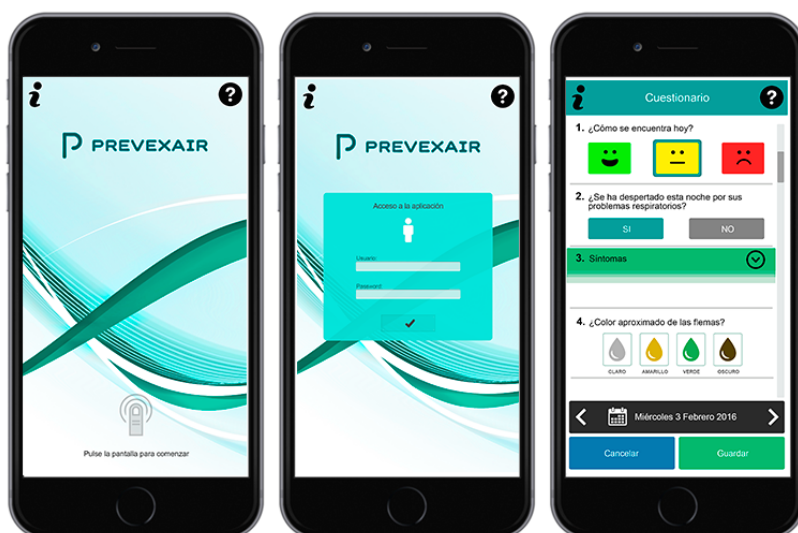 PREVEXAIR
Pulse la pantalla para comenzar
PREVEXAIR
Acceso a la aplicación
Usuario
Password
Cuestionario
1. ¿Cómo se encuentra hoy?
2. ¿Se ha despertado esta noche por sus
problemas respiratorios?
SI
NO
3. Síntomas
4. ¿Color aproximado de las flemas?
CLARO
AMARILLO
VERDE
OSCURO
Miércoles 3 Febrero 2016
Cancelar
Guardar